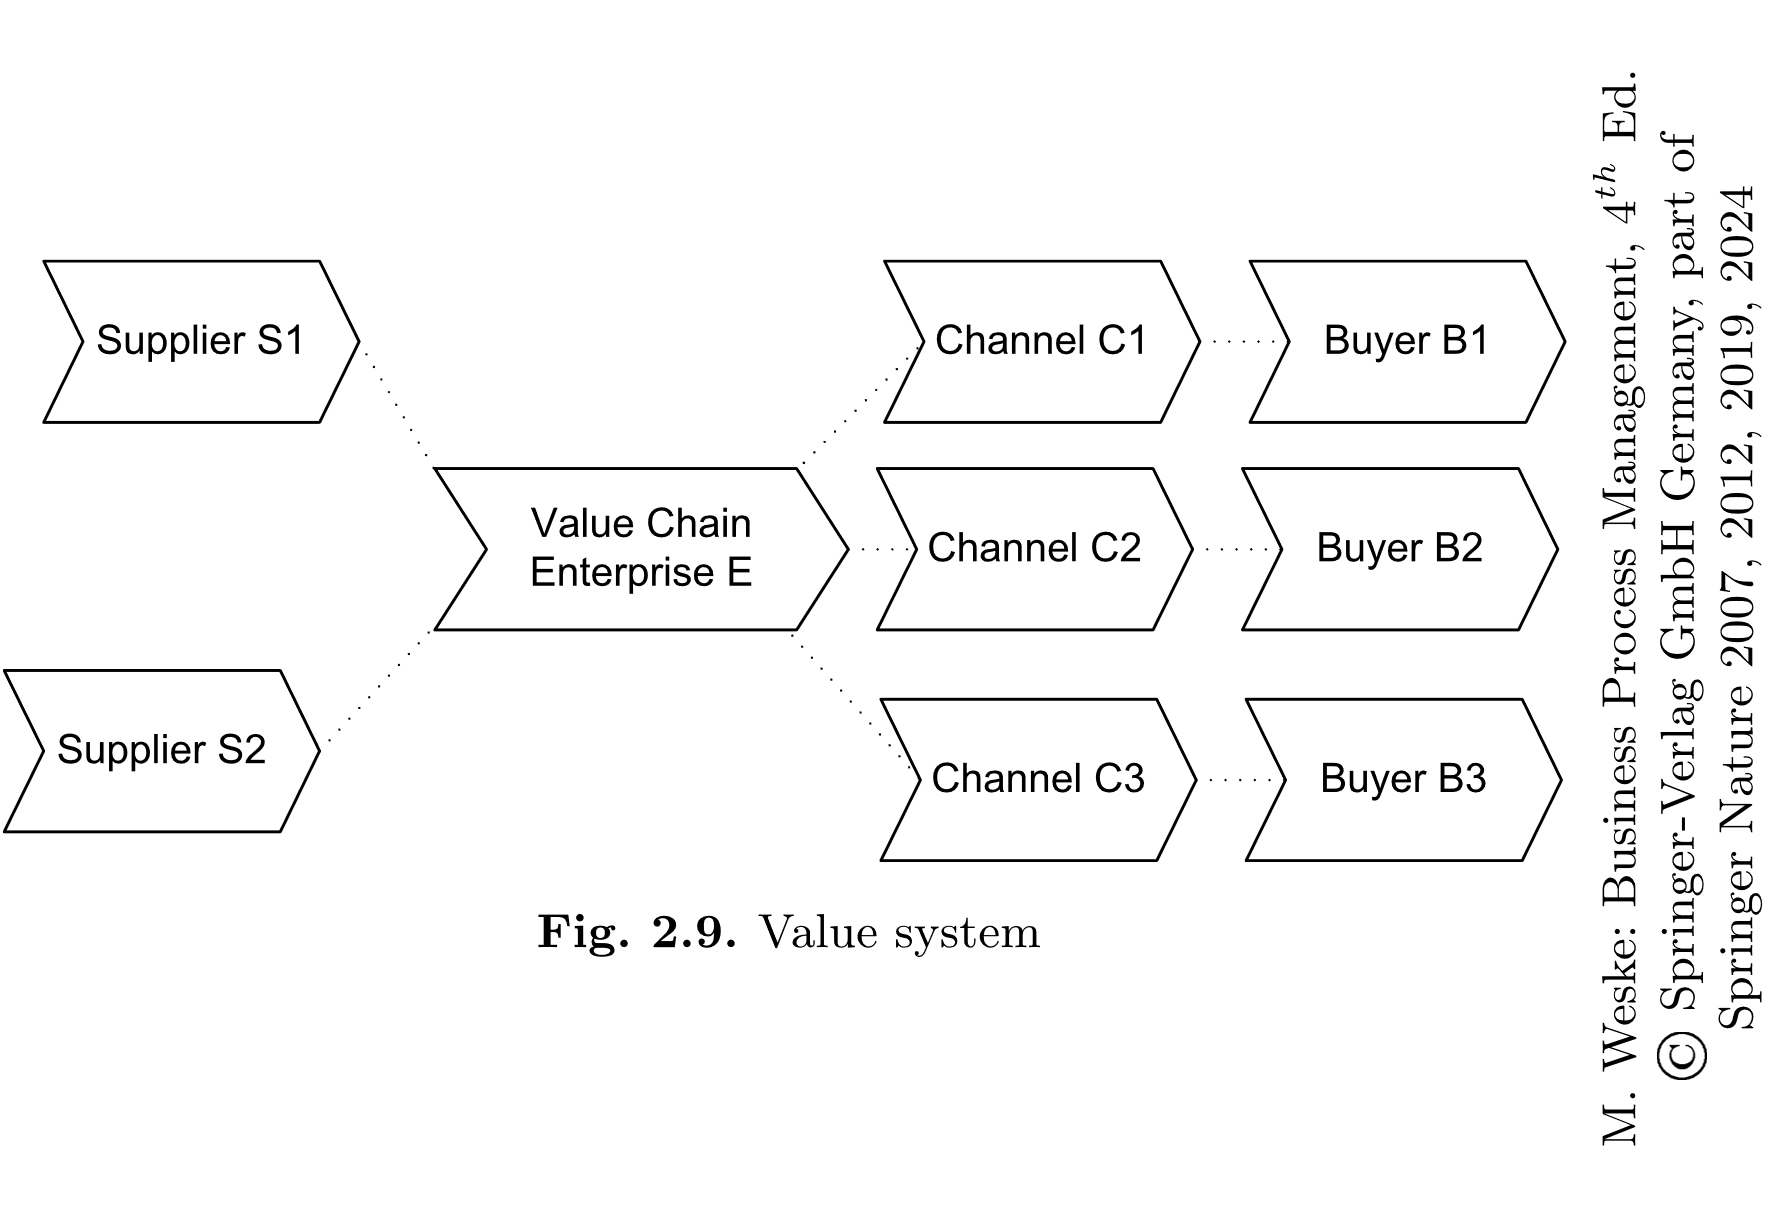 Supplier S1
Channel C1
Buyer B1
Value Chain
Enterprise E
Channel C2
Buyer B2
Supplier S2
Channel C3
Buyer B3
Fig. 2.9. Value system
M. Weske: Business Process Management, 4th Ed.
© Springer-Verlag GmbH Germany, part of
Springer Nature 2007, 2012, 2019, 2024